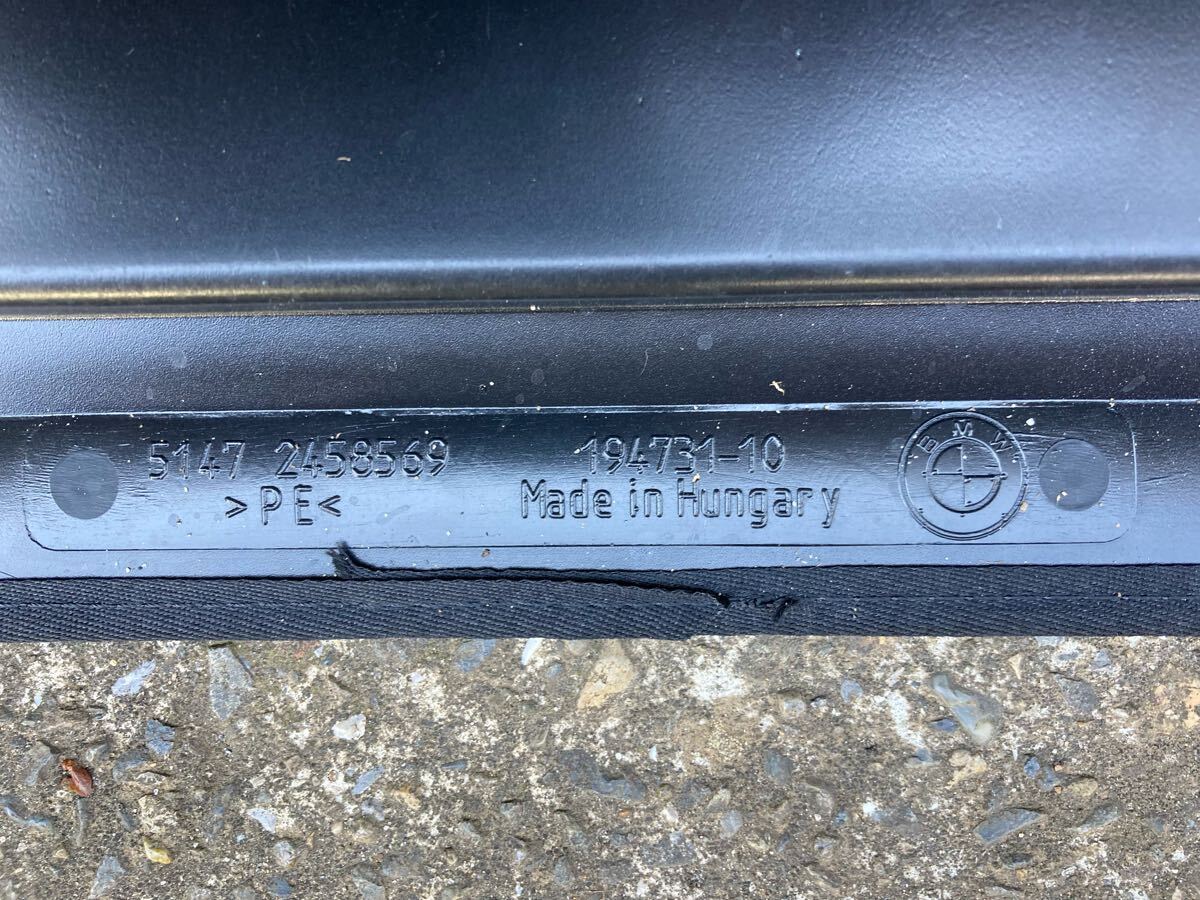 5147 2458569
>PE<
194731-10
Made in Hungary
BMW